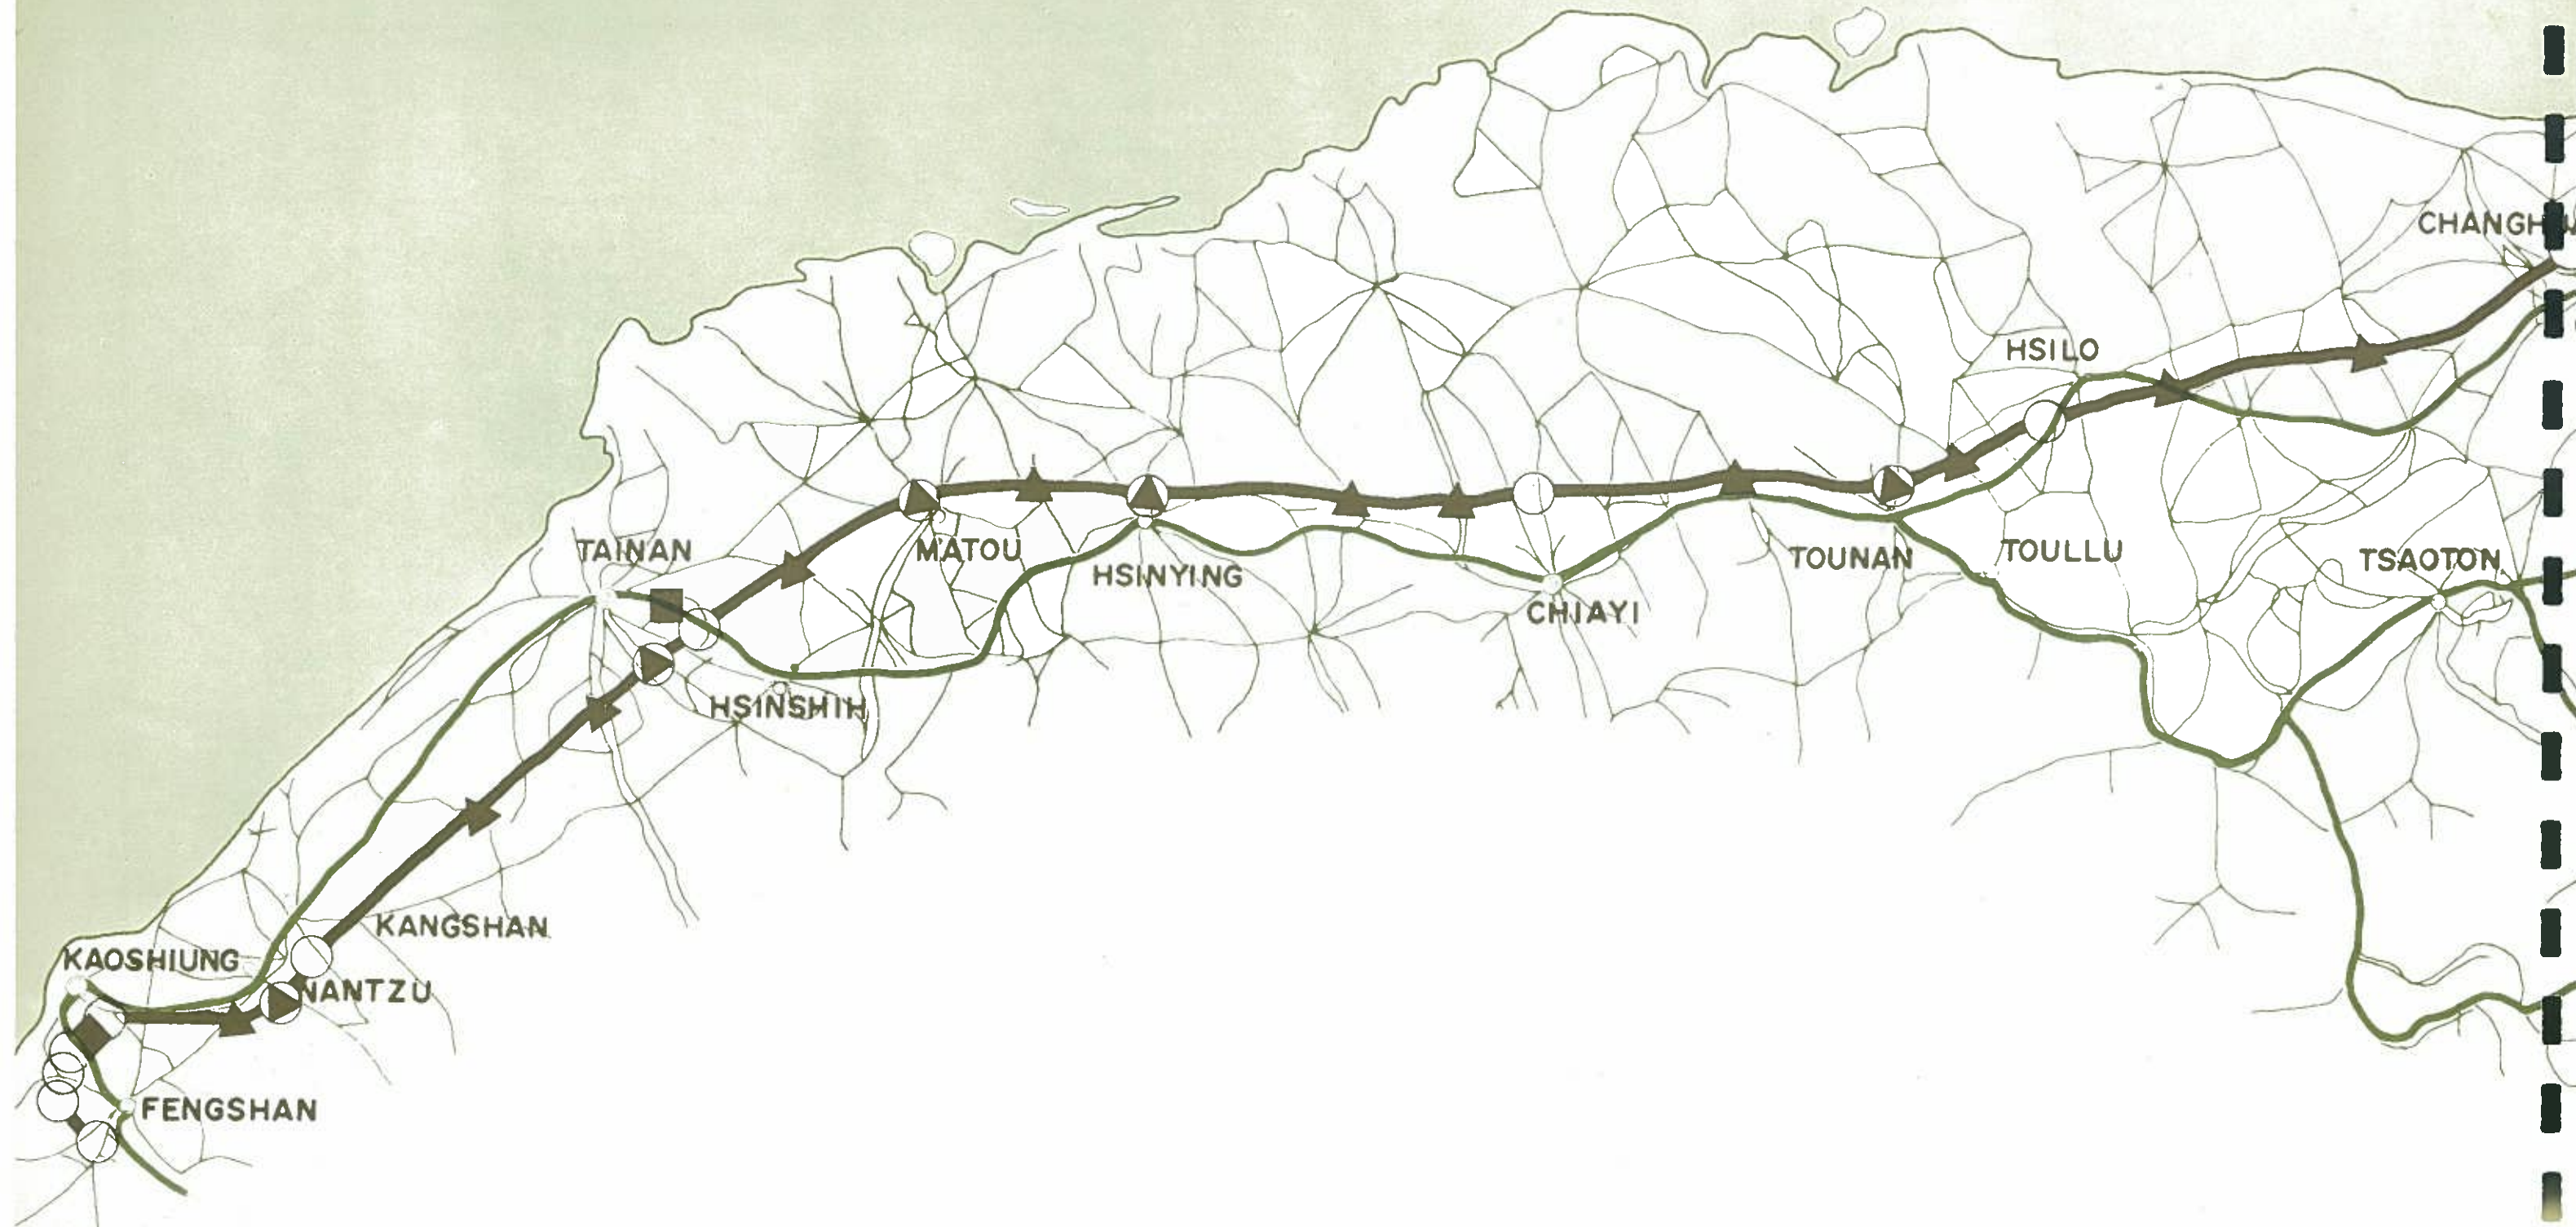 CHANGH
HSILO
TAINAN
MATOU
HSINYING
TOUNAN
TOULLU
TSAOTON
CHIAYI
HSINSHIH
KANGSHAN
KAOSHIUNG
NANTZU
FENGSHAN